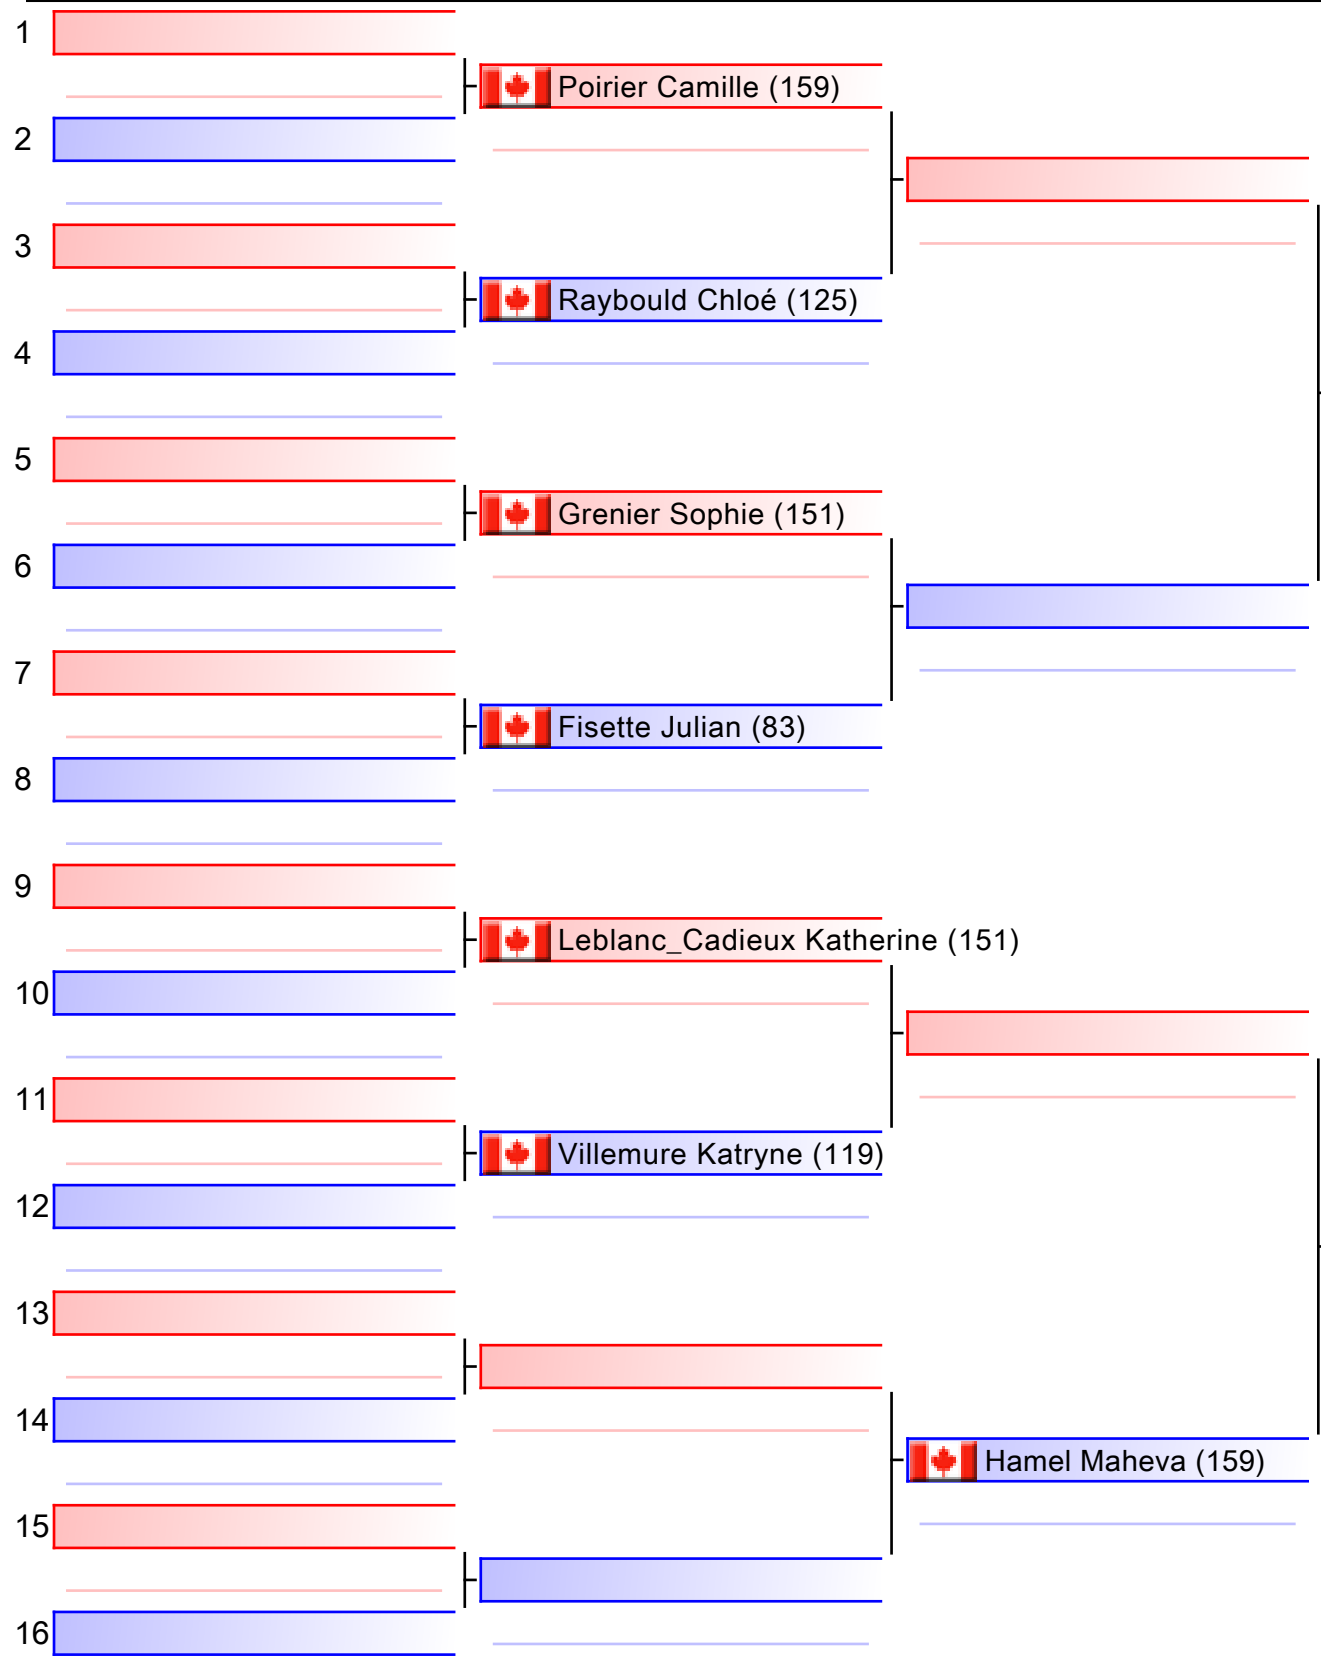 1
Poirier Camille (159)
2
3
Raybould Chloé (125)
4
5
Grenier Sophie (151)
6
7
Fisette Julian (83)
8
9
Leblanc_Cadieux Katherine (151)
10
11
Villemure Katryne (119)
12
13
14
Hamel Maheva (159)
15
16